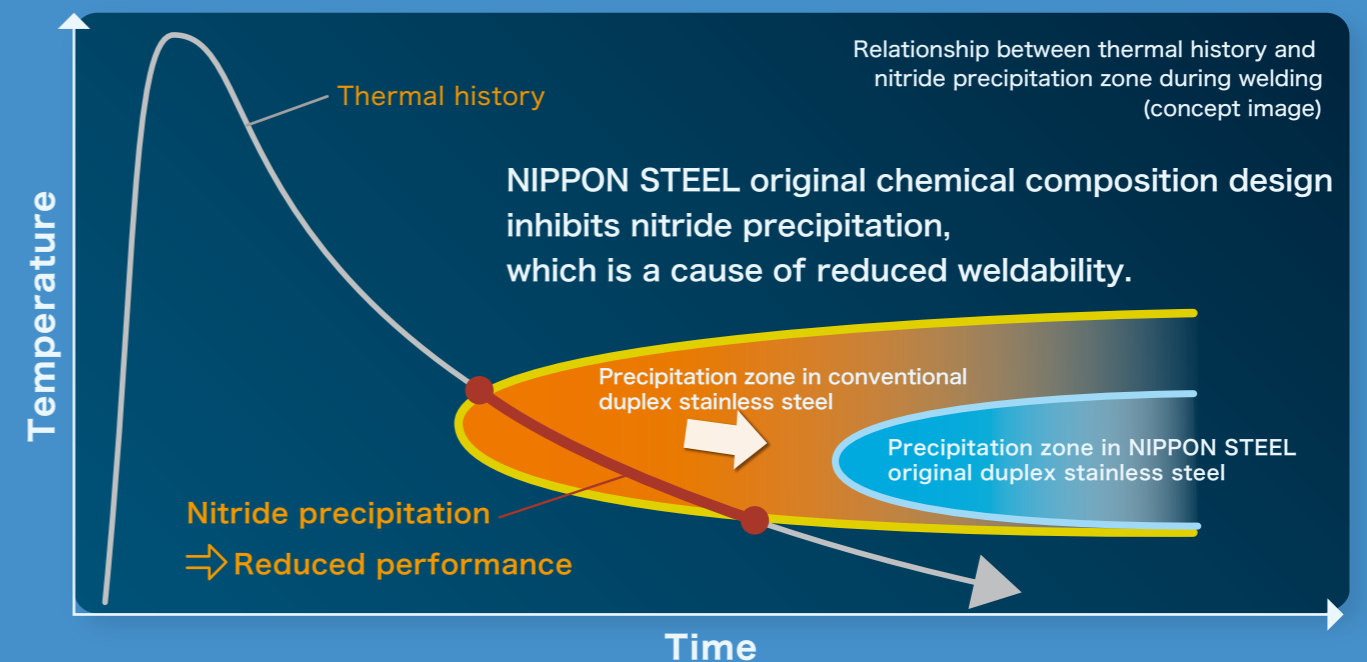 Relationship between thermal history and
nitride precipitation zone during welding
(concept image)
Thermal history
NIPPON STEEL original chemical composition design
inhibits nitride precipitation,
which is a cause of reduced weldability.
Temperature
Precipitation zone in conventional
duplex stainless steel
Precipitation zone in NIPPON STEEL
original duplex stainless steel
Nitride precipitation
⇨Reduced performance
Time